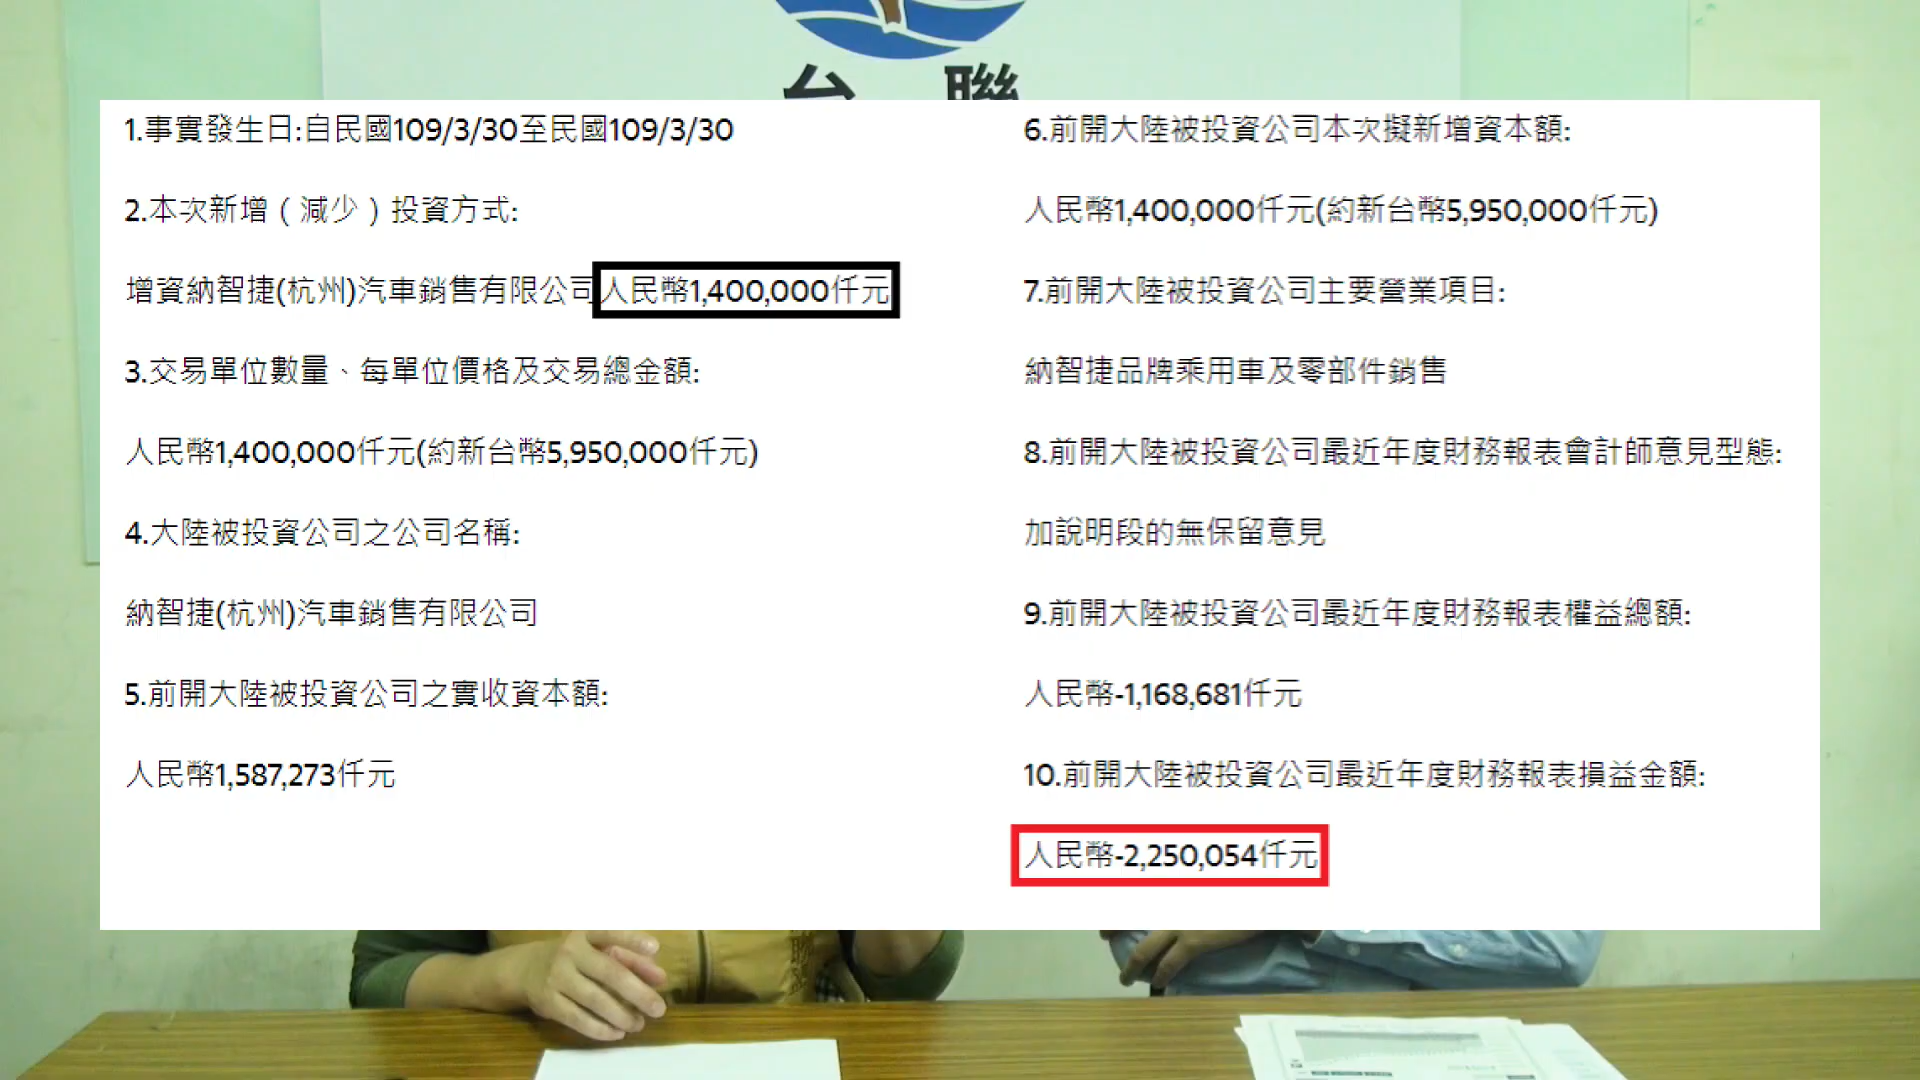 台 聯
1.事實發生日:自民國109/3/30至民國109/3/30
2.本次新增（減少）投資方式:
增資納智捷(杭州)汽車銷售有限公司人民幣1,400,000仟元
3.交易單位數量、每單位價格及交易總金額:
人民幣1,400,000仟元(約新台幣5,950,000仟元)
4.大陸被投資公司之公司名稱:
納智捷(杭州)汽車銷售有限公司
5.前開大陸被投資公司之實收資本額:
人民幣1,587,273仟元
6.前開大陸被投資公司本次擬新增資本額:
人民幣1,400,000仟元(約新台幣5,950,000仟元)
7.前開大陸被投資公司主要營業項目:
納智捷品牌乘用車及零部件銷售
8.前開大陸被投資公司最近年度財務報表會計師意見型態:
加說明段的無保留意見
9.前開大陸被投資公司最近年度財務報表權益總額:
人民幣-1,168,681仟元
10.前開大陸被投資公司最近年度財務報表損益金額:
人民幣-2,250,054仟元